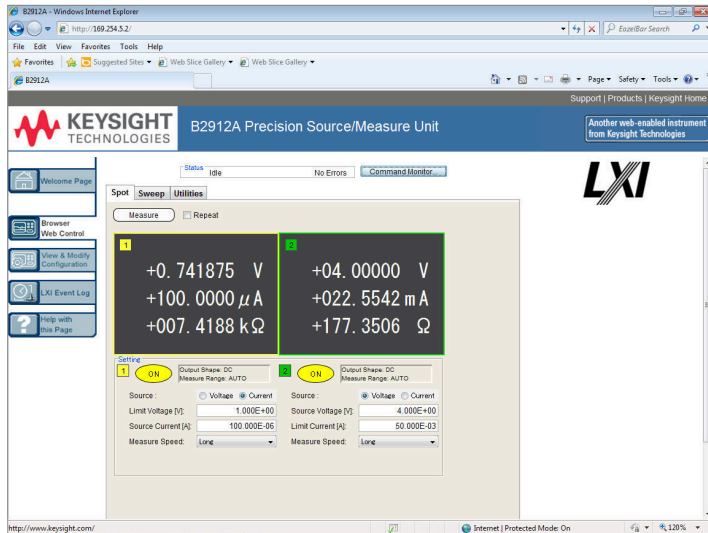 B2912A - Windows Internet Explorer
http://169.254.5.2/
EazelBar Search
File Edit View Favorites Tools Help
Favorites Suggested Sites Web Slice Gallery Web Slice Gallery
B2912A
Page Safety Tools
Support | Products | Keysight Home
KEYSIGHT
TECHNOLOGIES
B2912A Precision Source/Measure Unit
Another web-enabled instrument
from Keysight Technologies
Welcome Page
Browser
Web Control
View & Modify
Configuration
LXI Event Log
Help with
this Page
Status
Idle No Errors Command Monitor...
LXI
Spot Sweep Utilities
Measure Repeat
1
+0.741875 V
+100.0000 μA
+007.4188 kΩ
2
+04.00000 V
+022.5542 mA
+177.3506 Ω
Setting
1 ON Output Shape: DC
Measure Range: AUTO
Source : Voltage Current
Limit Voltage [V]: 1.000E+00
Source Current [A]: 100.000E-06
Measure Speed: Long
2 ON Output Shape: DC
Measure Range: AUTO
Source : Voltage Current
Source Voltage [V]: 4.000E+00
Limit Current [A]: 50.000E-03
Measure Speed: Long
http://www.keysight.com/ Internet | Protected Mode: On 120%